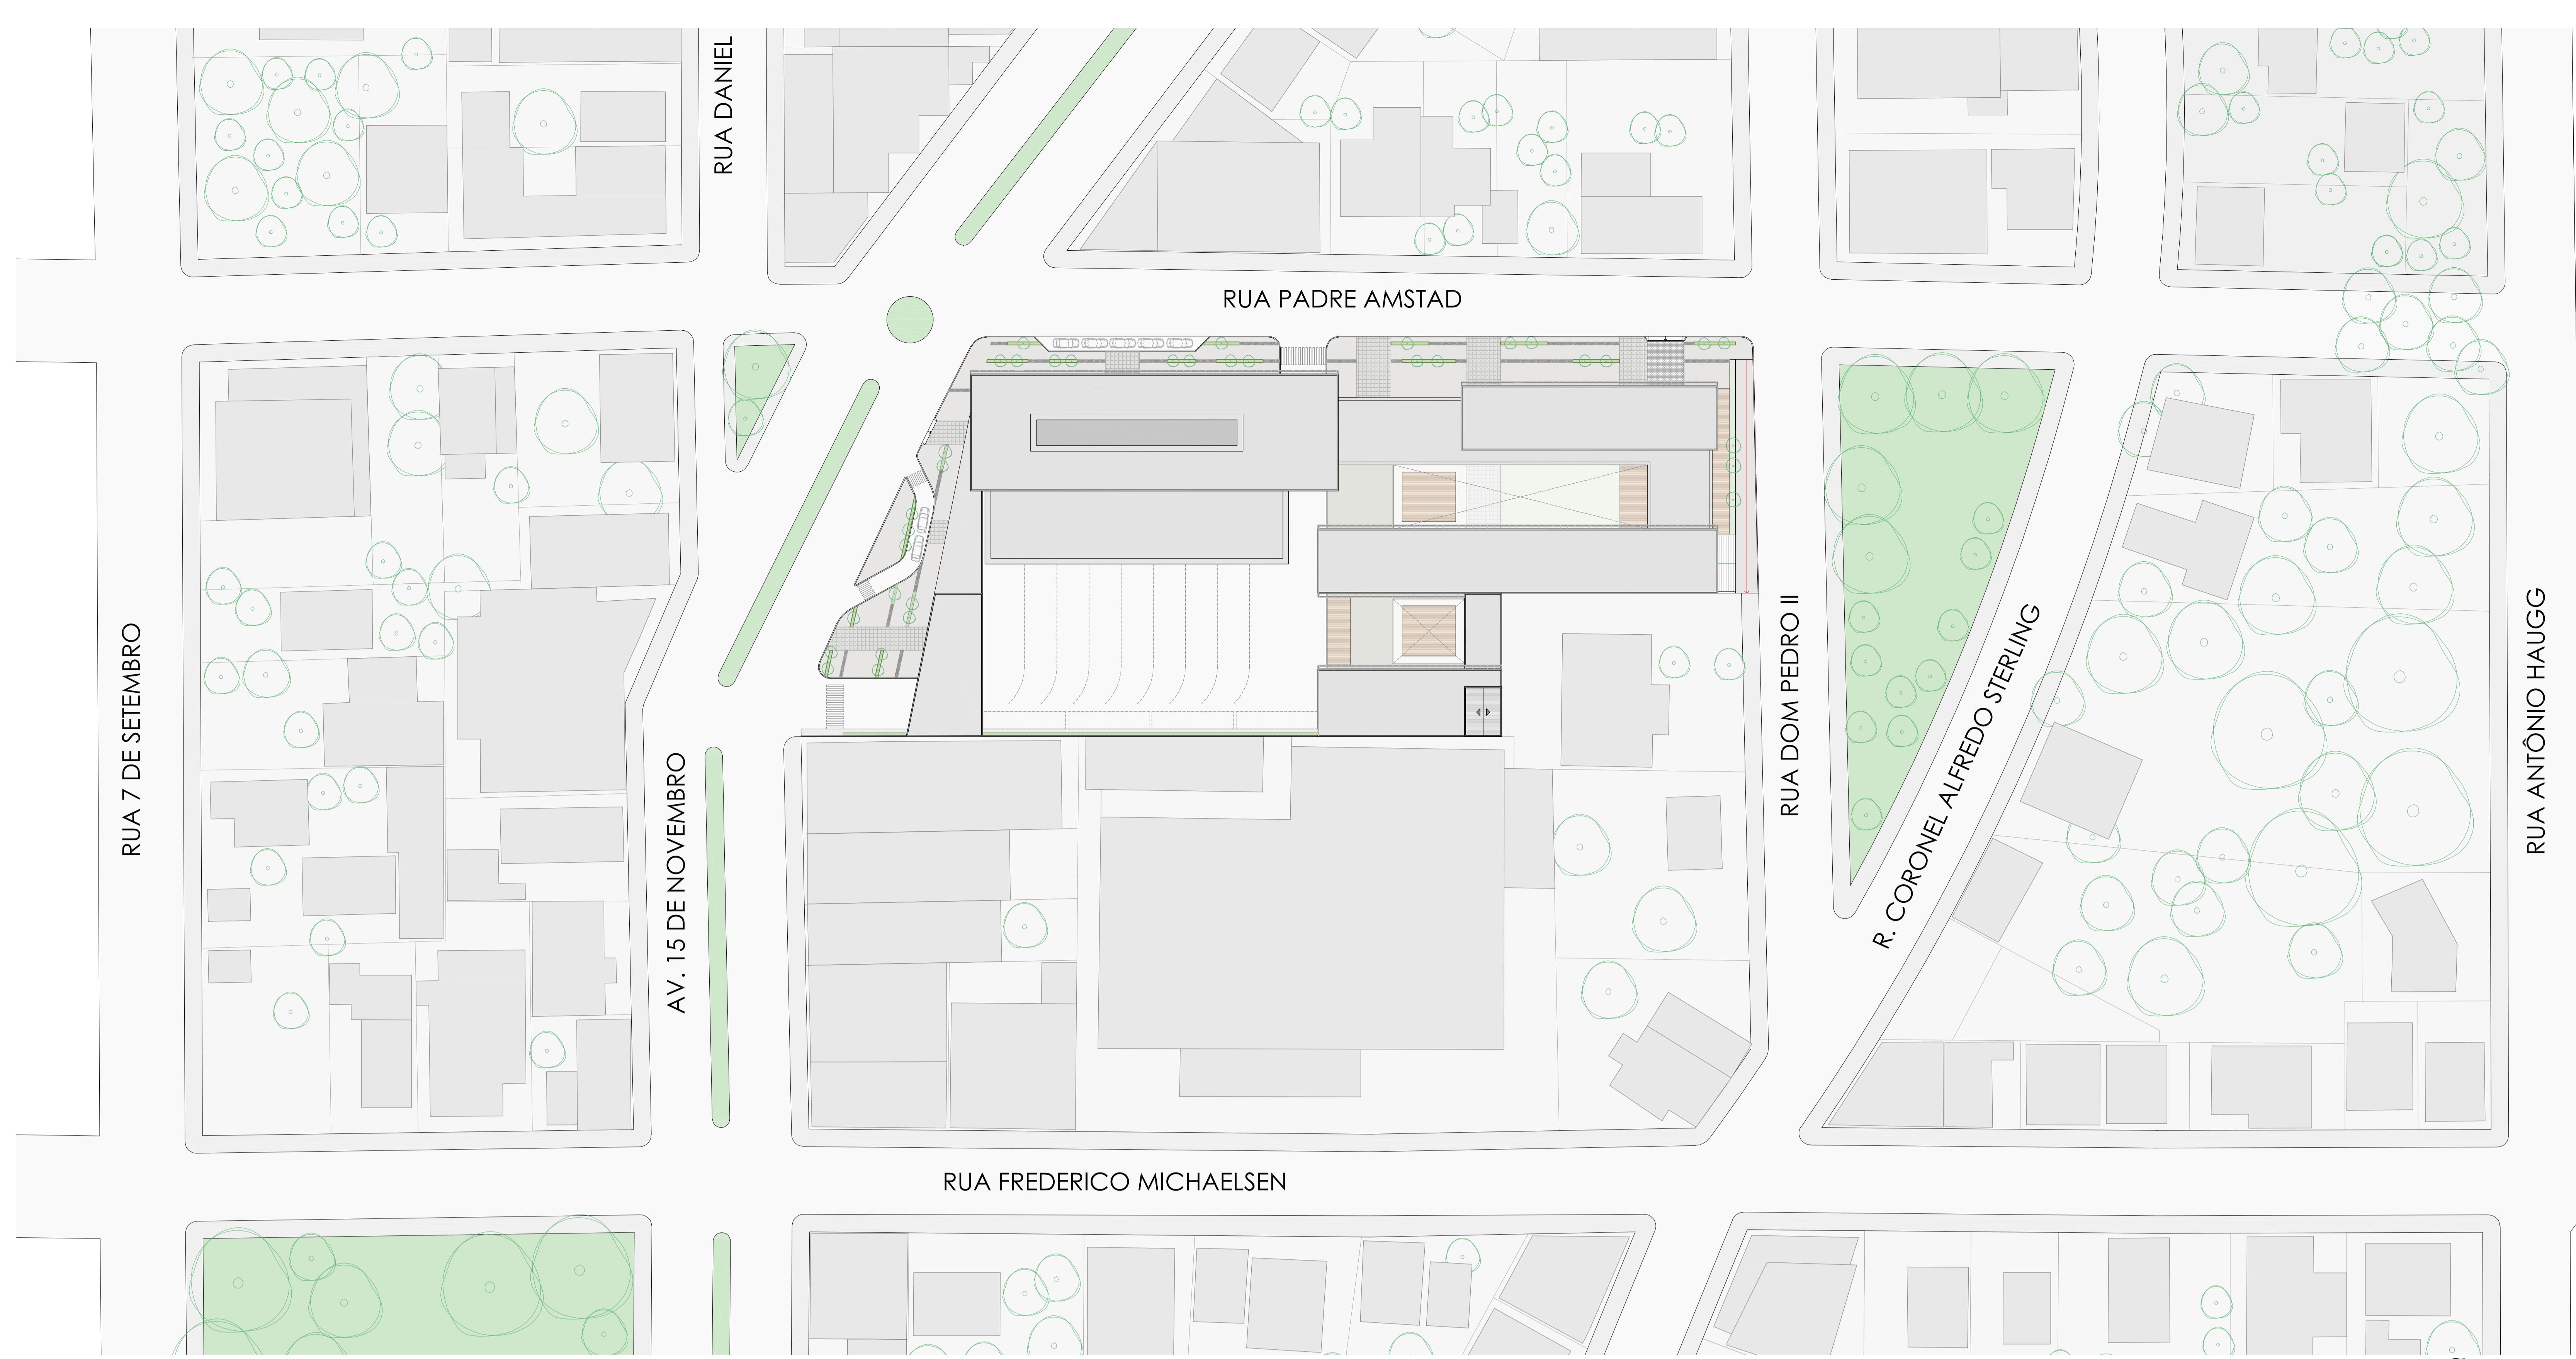 RUA DANIEL
RUA PADRE AMSTAD
RUA 7 DE SETEMBRO
AV. 15 DE NOVEMBRO
RUA DOM PEDRO II
R. CORONEL ALFREDO STERLING
RUA ANTÔNIO HAUGG
RUA FREDERICO MICHAELSEN